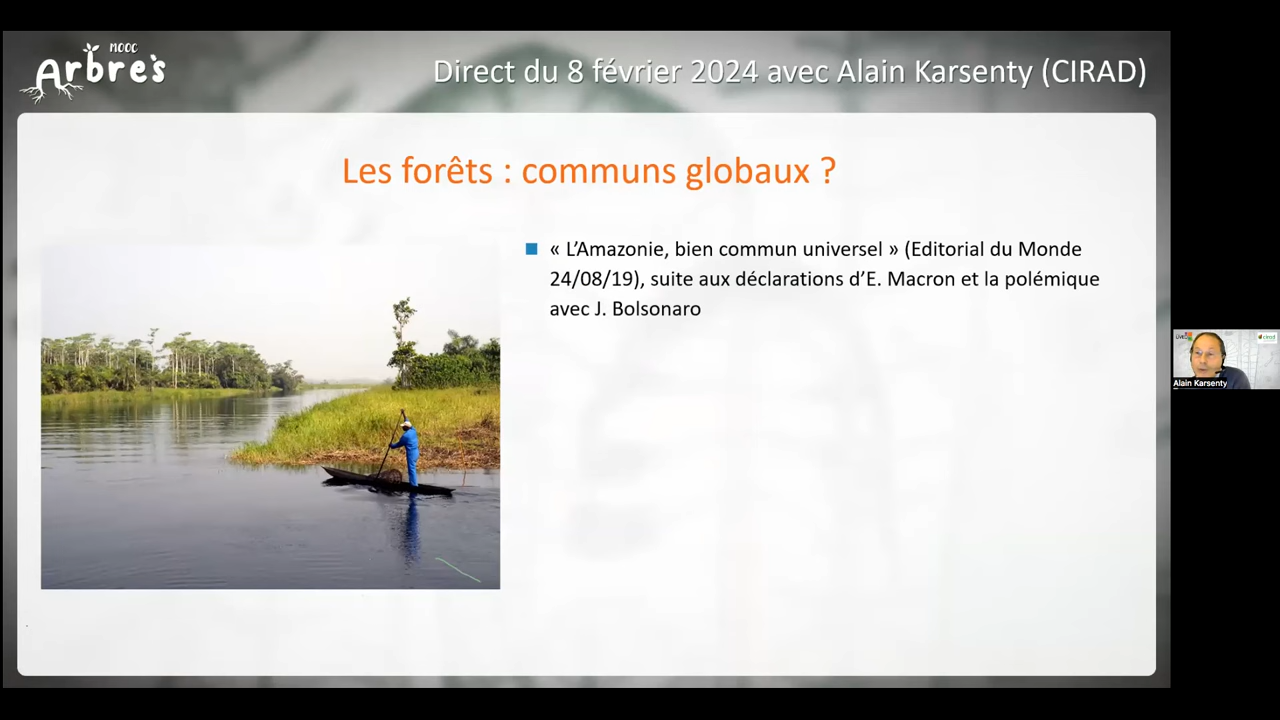 MOOC
Arbre's
Direct du 8 février 2024 avec Alain Karsenty (CIRAD)
Les forêts : communs globaux ?
« L’Amazonie, bien commun universel » (Editorial du Monde
24/08/19), suite aux déclarations d’E. Macron et la polémique
avec J. Bolsonaro
cirad
Alain Karsenty